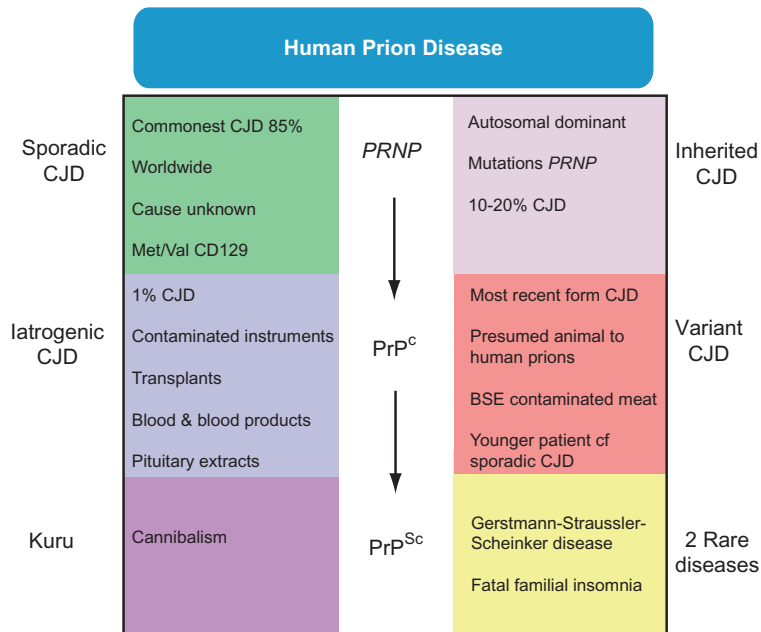 Human Prion Disease
Sporadic
CJD
Commonest CJD 85%
Worldwide
Cause unknown
Met/Val CD129
PRNP
Autosomal dominant
Mutations PRNP
10-20% CJD
Inherited
CJD
Iatrogenic
CJD
1% CJD
Contaminated instruments
Transplants
Blood & blood products
Pituitary extracts
PrPc
Most recent form CJD
Presumed animal to
human prions
BSE contaminated meat
Younger patient cf
sporadic CJD
Variant
CJD
Kuru
Cannibalism
PrPSc
Gerstmann-Straussler-
Scheinker disease
Fatal familial insomnia
2 Rare
diseases